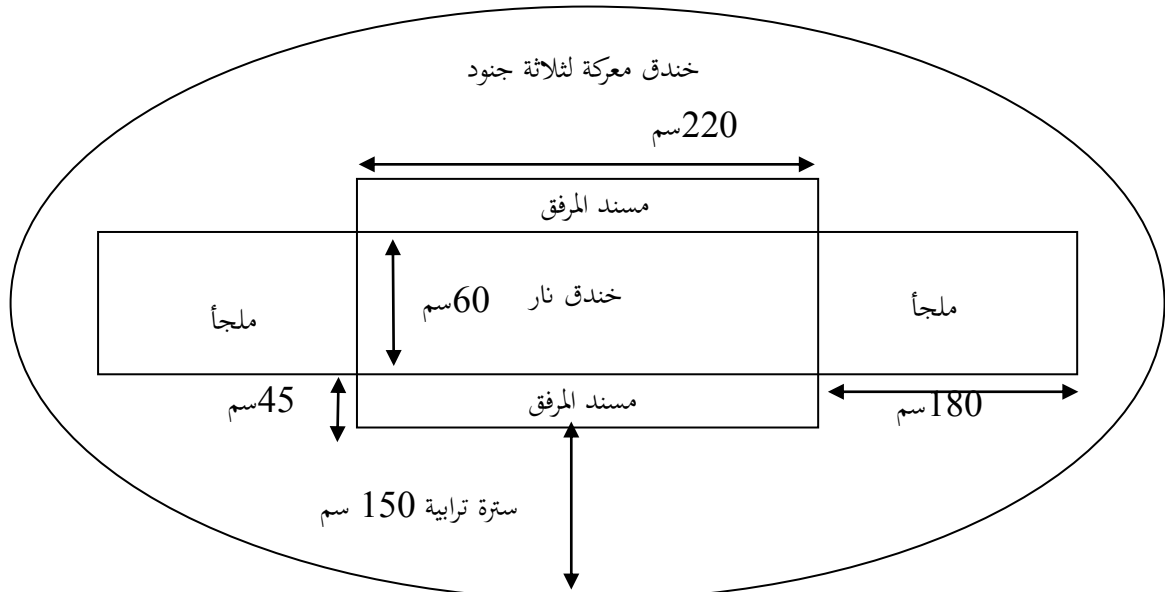 خندق معركة لثلاثة جنود
220سم
مسند المرفق
ملجأ
خندق نار
60سم
ملجأ
مسند المرفق
45سم
180سم
سترة ترابية 150 سم